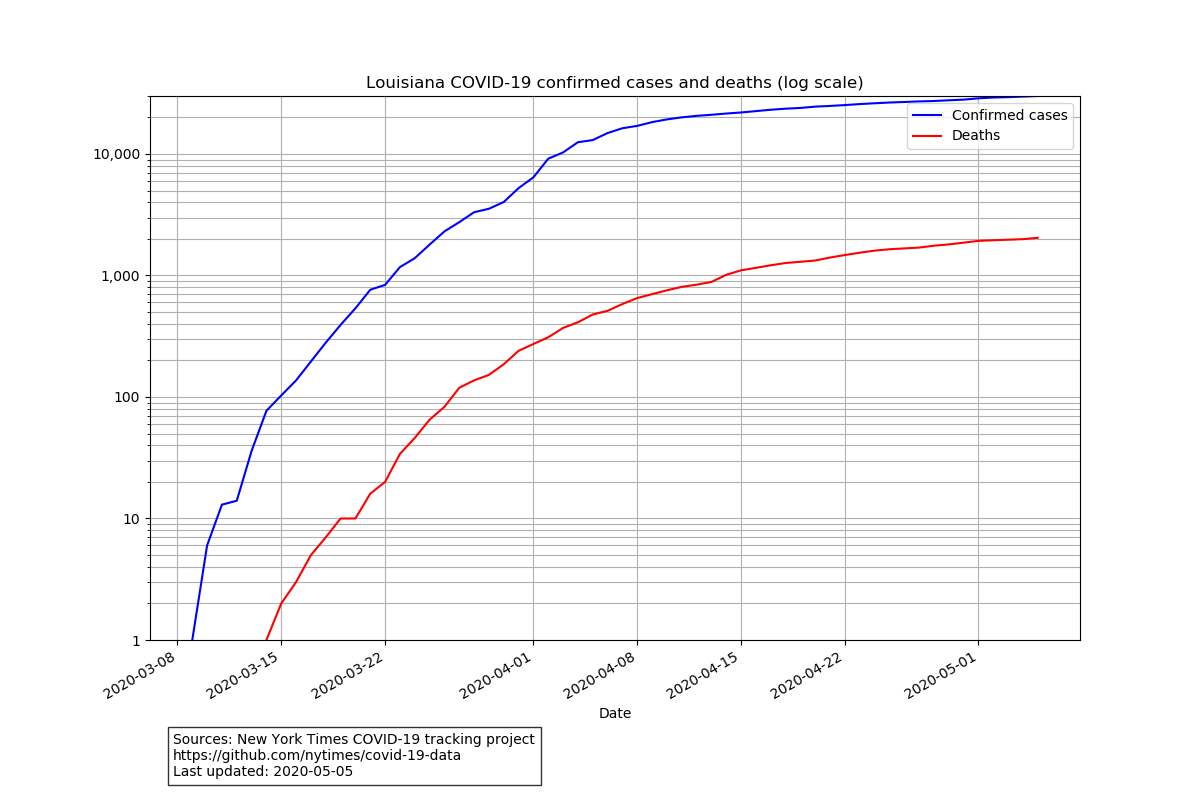 Louisiana COVID-19 confirmed cases and deaths (log scale)
Confirmed cases
Deaths
10,000
1,000
100
10
1
2020-03-08
2020-03-15
2020-03-22
2020-04-01
2020-04-08
2020-04-15
2020-04-22
2020-05-01
Date
Sources: New York Times COVID-19 tracking project
https://github.com/nytimes/covid-19-data
Last updated: 2020-05-05